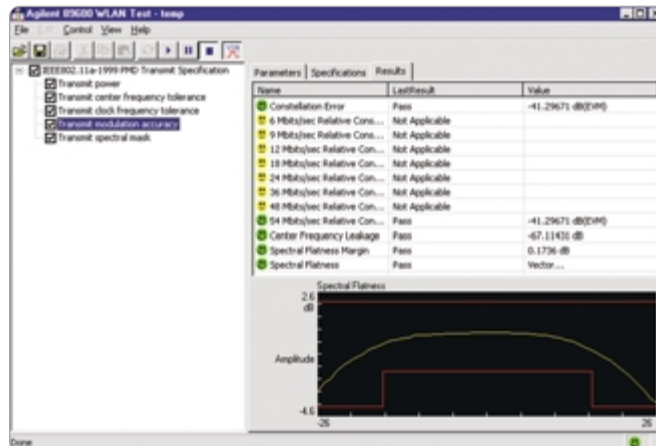 Agilent 89600 WLAN Test - temp
File Edit Control View Help
IEEE802.11a-1999 PMD Transmit Specification
Transmit power
Transmit center frequency tolerance
Transmit clock frequency tolerance
Transmit modulation accuracy
Transmit spectral mask
Parameters Specifications Results
Name LastResult Value
Constellation Error Pass -41.29671 dB(EVM)
6 Mbits/sec Relative Cons... Not Applicable
9 Mbits/sec Relative Cons... Not Applicable
12 Mbits/sec Relative Con... Not Applicable
18 Mbits/sec Relative Con... Not Applicable
24 Mbits/sec Relative Con... Not Applicable
36 Mbits/sec Relative Con... Not Applicable
48 Mbits/sec Relative Con... Not Applicable
54 Mbits/sec Relative Con... Pass -41.29671 dB(EVM)
Center Frequency Leakage Pass -67.11431 dB
Spectral Flatness Margin Pass 0.1736 dB
Spectral Flatness Pass Vector...
Spectral Flatness
2.6
dB
Amplitude
-4.6
-26 26
Done